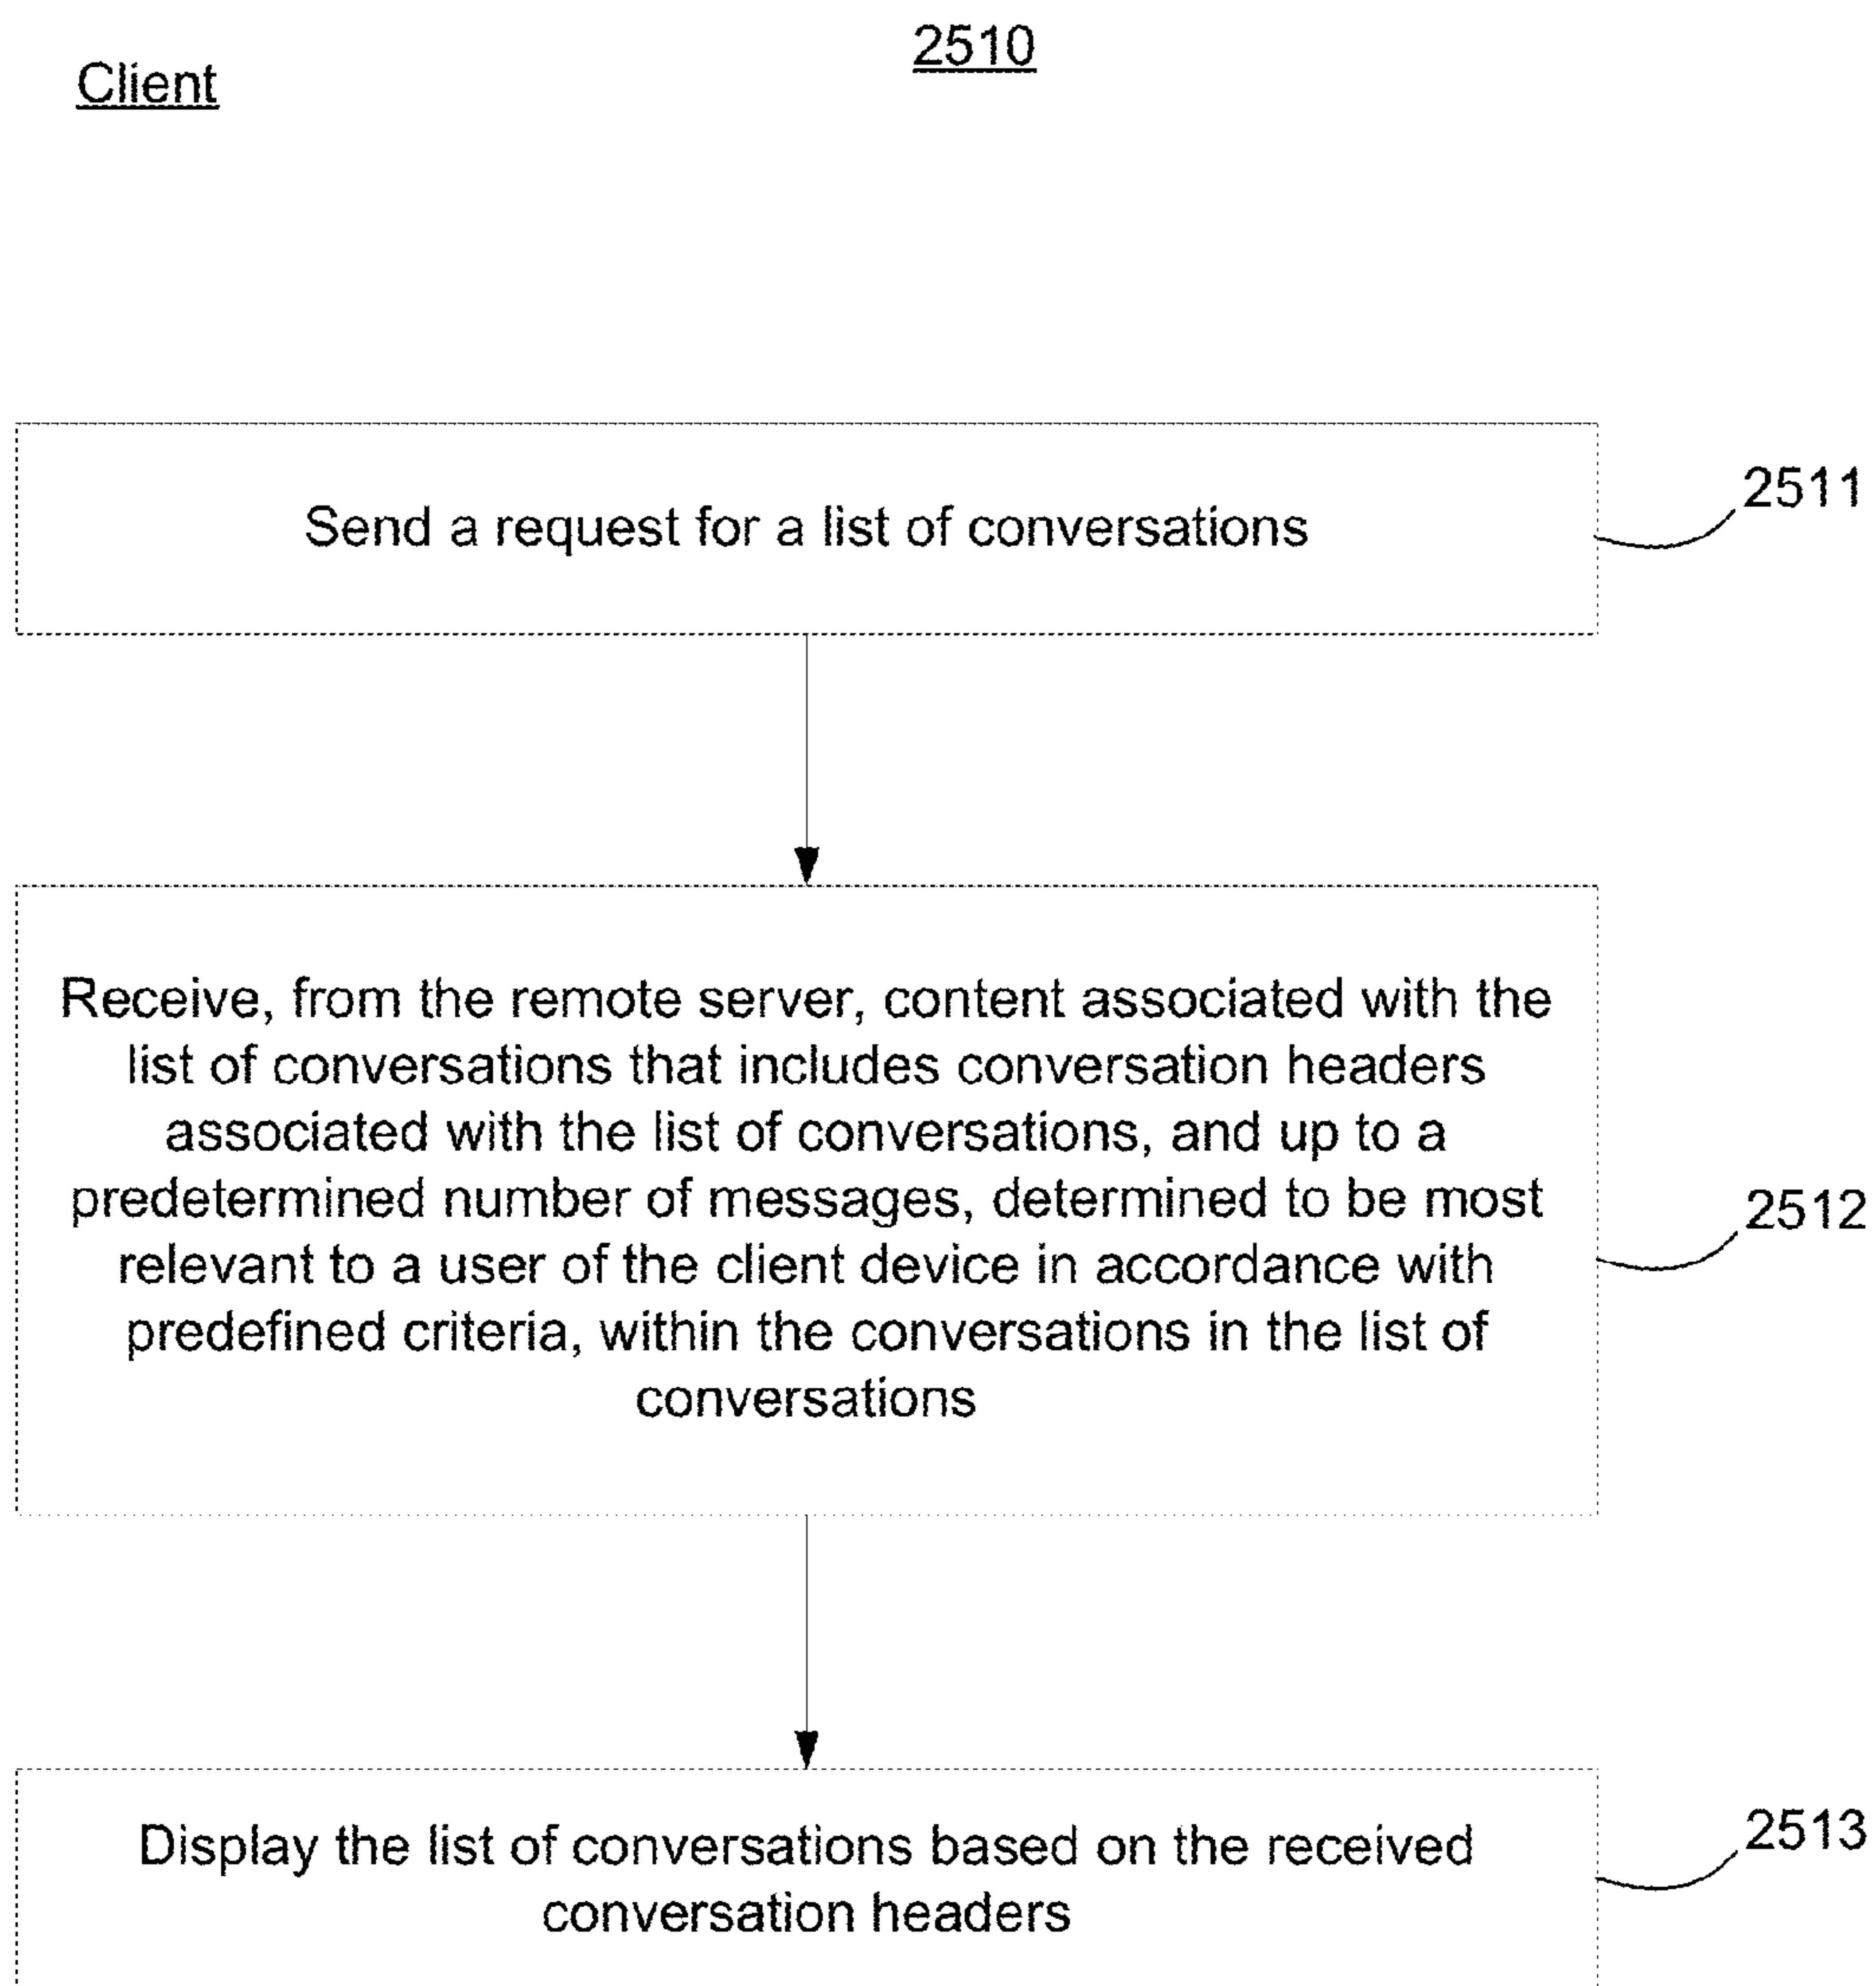 2510
Client
Send a request for a list of conversations
2511
Receive, from the remote server, content associated with the
list of conversations that includes conversation headers
associated with the list of conversations, and up to a
predetermined number of messages, determined to be most
relevant to a user of the client device in accordance with
predefined criteria, within the conversations in the list of
conversations
2512
Display the list of conversations based on the received
conversation headers
2513